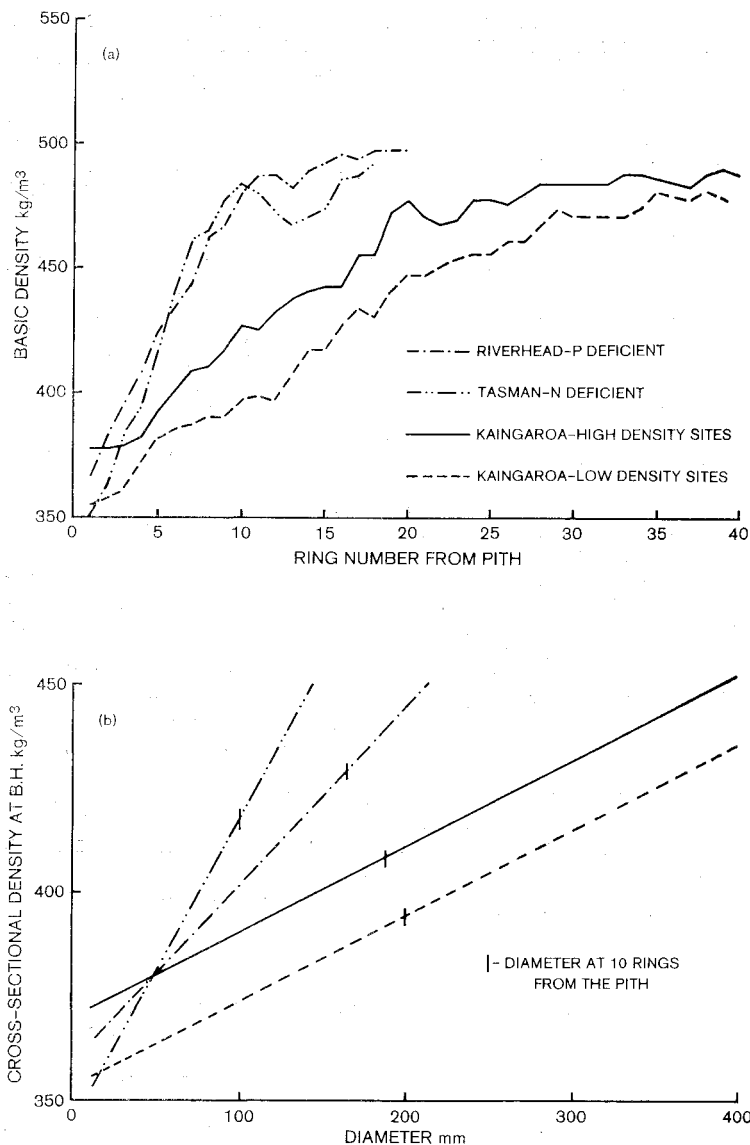 550
(a)
500
450
400
350
BASIC DENSITY kg/m³
RIVERHEAD-P DEFICIENT
TASMAN-N DEFICIENT
KAINGAROA-HIGH DENSITY SITES
KAINGAROA-LOW DENSITY SITES
0 5 10 15 20 25 30 35 40
RING NUMBER FROM PITH
450
(b)
400
350
CROSS-SECTIONAL DENSITY AT B.H. kg/m³
|- DIAMETER AT 10 RINGS
FROM THE PITH
0 100 200 300 400
DIAMETER mm